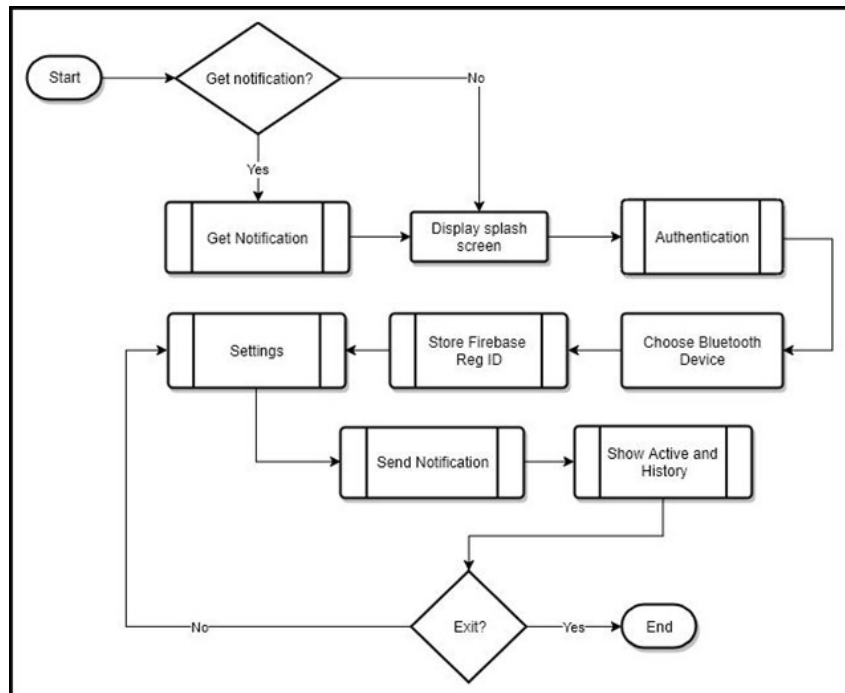 Start
Get notification?
No
Yes
Get Notification
Display splash
screen
Authentication
Settings
Store Firebase
Reg ID
Choose Bluetooth
Device
Send Notification
Show Active and
History
No
Exit?
Yes
End